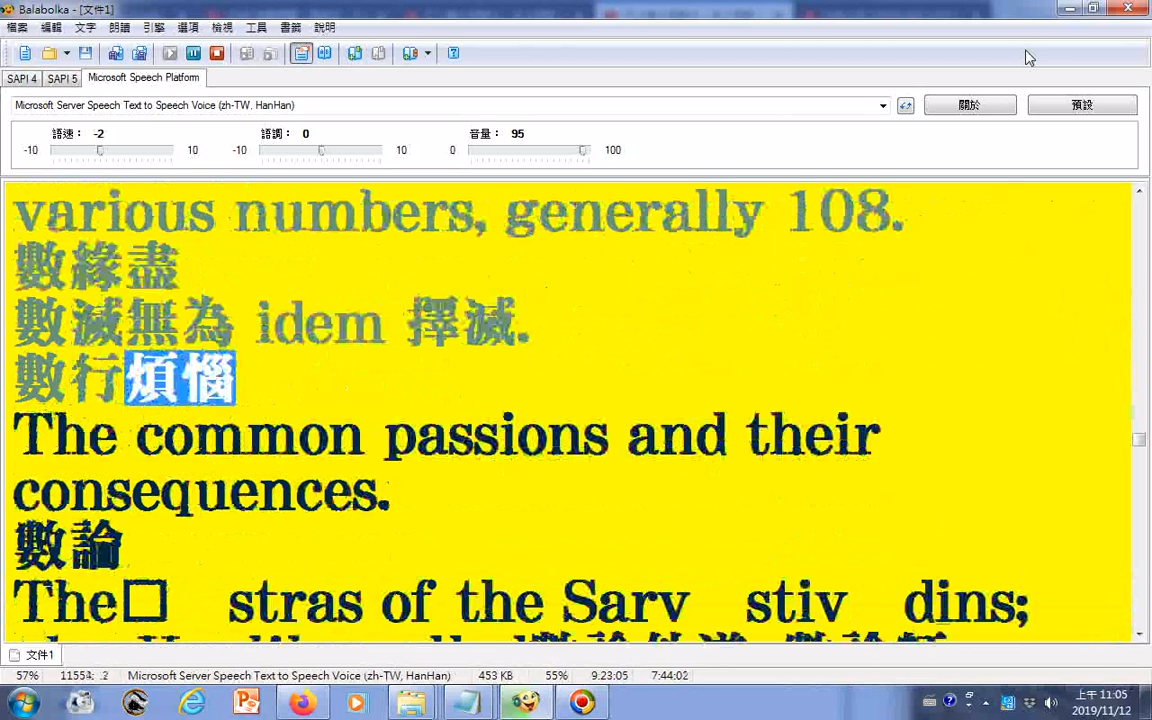 Balabolka - [文件1]
檔案 編輯 文字 朗讀 引擎 選項 檢視 工具 書籤 說明
SAPI 4 SAPI 5 Microsoft Speech Platform
Microsoft Server Speech Text to Speech Voice (zh-TW, HanHan) 關於 預設
語速： -2 語調： 0 音量： 95
-10 10 -10 10 0 100
various numbers, generally 108.
數緣盡
數滅無為 idem 擇滅.
數行煩惱
The common passions and their
consequences.
數論
The□ stras of the Sarv stiv dins;
文件1
57% Microsoft Server Speech Text to Speech Voice (zh-TW, HanHan) 453 KB 55% 9:23:05 7:44:02
上午 11:05
2019/11/12